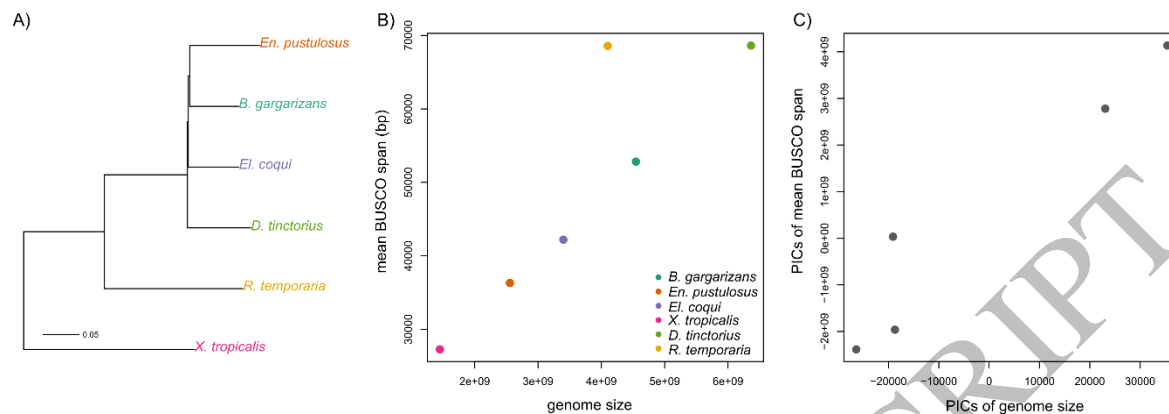 A)
En. pustulosus
B. gargarizans
El. coqui
D. tinctorius
R. temporaria
0.05
X. tropicalis
B)
mean BUSCO span (bp)
70000
60000
50000
40000
30000
B. gargarizans
En. pustulosus
El. coqui
X. tropicalis
D. tinctorius
R. temporaria
2e+09 3e+09 4e+09 5e+09 6e+09
genome size
C)
PICs of mean BUSCO span
4e+09
3e+09
2e+09
1e+09
0e+00
−1e+09
−2e+09
−20000 −10000 0 10000 20000 30000
PICs of genome size
RIPT